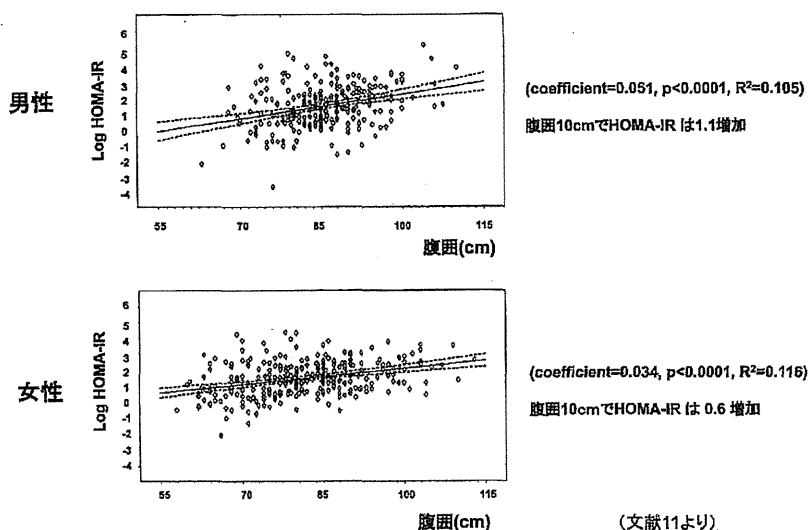 男性
Log HOMA-IR
6
5
4
3
2
1
0
-1
-2
-3
-4
55 70 85 100 115
腹囲(cm)
(coefficient=0.051, p<0.0001, R²=0.105)
腹囲10cmでHOMA-IR は1.1増加
女性
Log HOMA-IR
6
5
4
3
2
1
0
-1
-2
-3
-4
55 70 85 100 115
腹囲(cm)
(coefficient=0.034, p<0.0001, R²=0.116)
腹囲10cmでHOMA-IR は 0.6 増加
(文献11より)